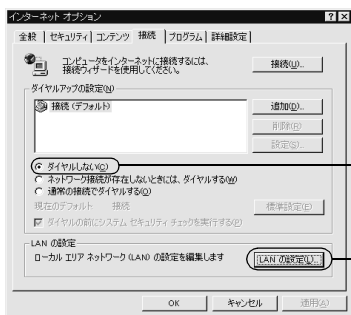 インターネット オプション
全般 セキュリティ コンテンツ 接続 プログラム 詳細設定
コンピュータをインターネットに接続するには、
接続ウィザードを使用してください。
接続(U)...
ダイヤルアップの設定(N)
接続 (デフォルト)
追加(D)...
削除(R)
設定(S)...
ダイヤルしない(C)
ネットワーク接続が存在しないときには、ダイヤルする(W)
通常の接続でダイヤルする(O)
現在のデフォルト 接続
標準設定(E)
ダイヤルの前にシステム セキュリティ チェックを実行する(P)
LAN の設定
ローカル エリア ネットワーク (LAN) の設定を編集します
LAN の設定(L)...
OK キャンセル 適用(A)